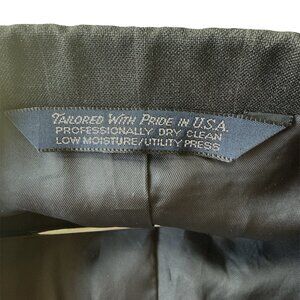 TAILORED WITH PRIDE IN U.S.A.
PROFESSIONALLY DRY CLEAN
LOW MOISTURE/UTILITY PRESS